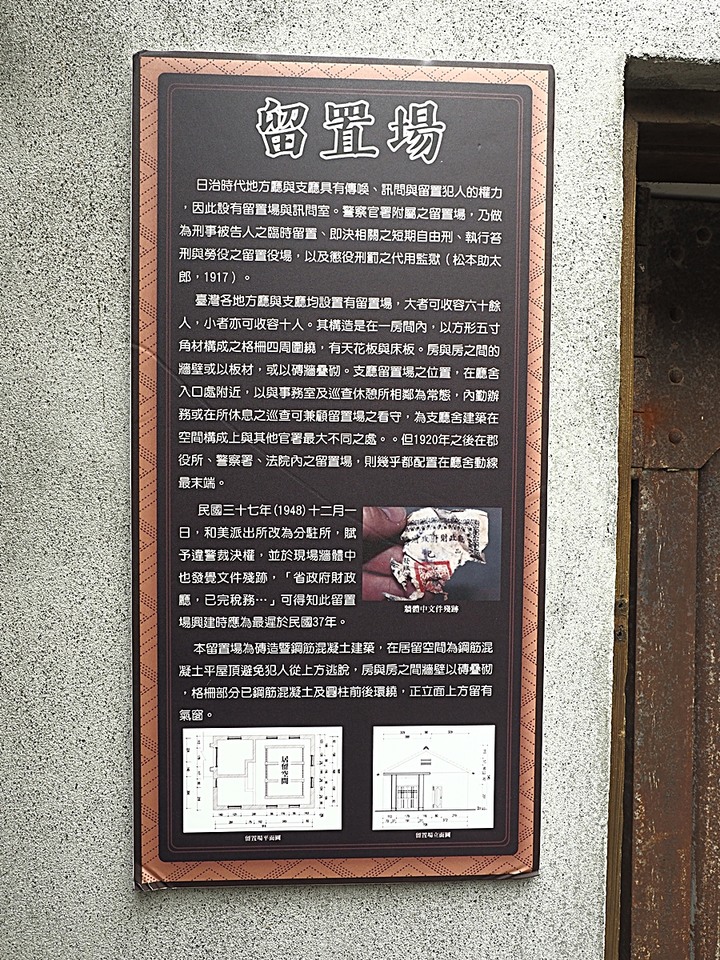 留置場
日治時代地方廳與支廳具有傳喚、訊問與留置犯人的權力
,因此設有留置場與訊問室。警察官署附屬之留置場,乃做
為刑事被告人之臨時留置、即決相關之短期自由刑、執行笞
刑與勞役之留置役場,以及懲役刑罰之代用監獄(松本助太
郎,1917)。
臺灣各地方廳與支廳均設置有留置場,大者可收容六十餘
人,小者亦可收容十人。其構造是在一房間內,以方形五寸
角材構成之格柵四周圍繞,有天花板與床板。房與房之間的
牆壁或以板材,或以磚牆疊砌。支廳留置場之位置,在廳舍
入口處附近,以與事務室及巡查休憩所相鄰為常態,內勤辦
務或在所休息之巡查可兼顧留置場之看守,為支廳舍建築在
空間構成上與其他官署最大不同之處。。但1920年之後在郡
役所、警察署、法院內之留置場,則幾乎都配置在廳舍動線
最末端。
民國三十七年(1948)十二月一
日,和美派出所改為分駐所,賦
予違警裁決權,並於現場牆體中
也發覺文件殘跡,「省政府財政
廳,已完稅務…」可得知此留置
場興建時應為最遲於民國37年。
牆體中文件殘跡
本留置場為磚造暨鋼筋混凝土建築,在居留空間為鋼筋混
凝土平屋頂避免犯人從上方逃脫,房與房之間牆壁以磚疊砌
,格柵部分已鋼筋混凝土及圓柱前後環繞,正立面上方留有
氣窗。
居留空間
留置場平面圖
留置場立面圖